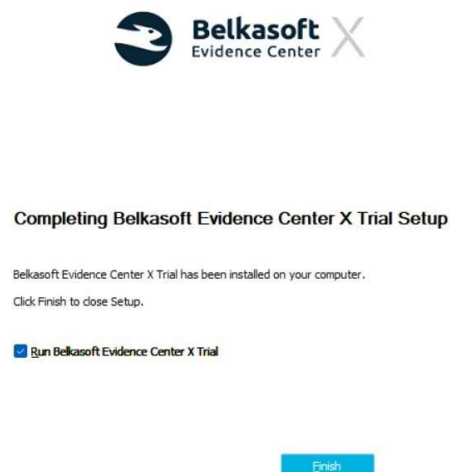 Belkasoft X
Evidence Center
Completing Belkasoft Evidence Center X Trial Setup
Belkasoft Evidence Center X Trial has been installed on your computer.
Click Finish to close Setup.
Run Belkasoft Evidence Center X Trial
Finish